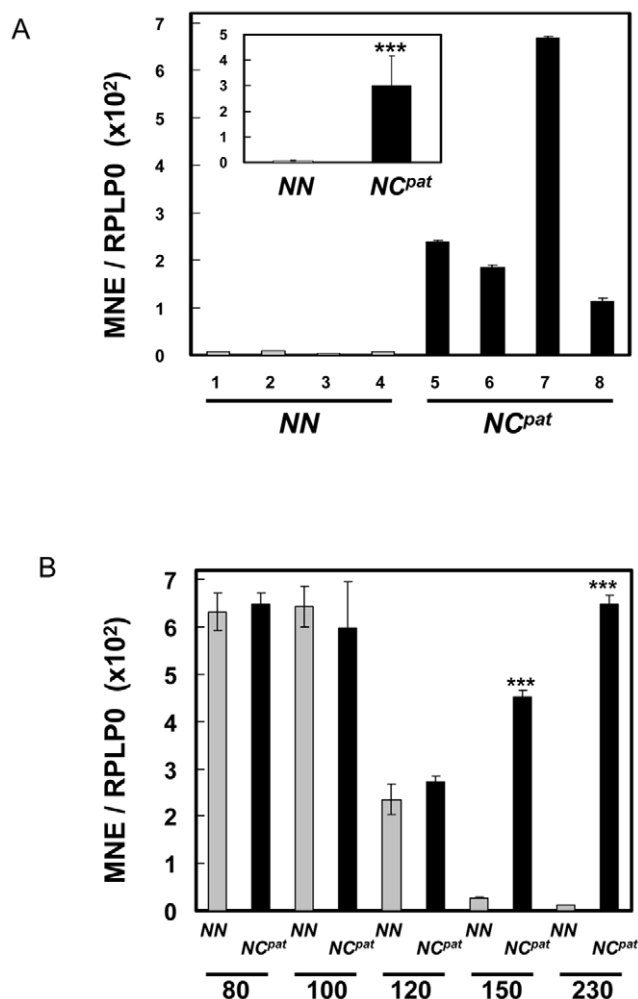 A
MNE / RPLP0 (x10²)
7
6
5
4
3
2
1
0
5
4
3
2
1
0
***
NN NCᵖᵃᵗ
1 2 3 4 5 6 7 8
NN NCᵖᵃᵗ
B
MNE / RPLP0 (x10²)
7
6
5
4
3
2
1
0
***
***
NN NCᵖᵃᵗ NN NCᵖᵃᵗ NN NCᵖᵃᵗ NN NCᵖᵃᵗ NN NCᵖᵃᵗ
80 100 120 150 230